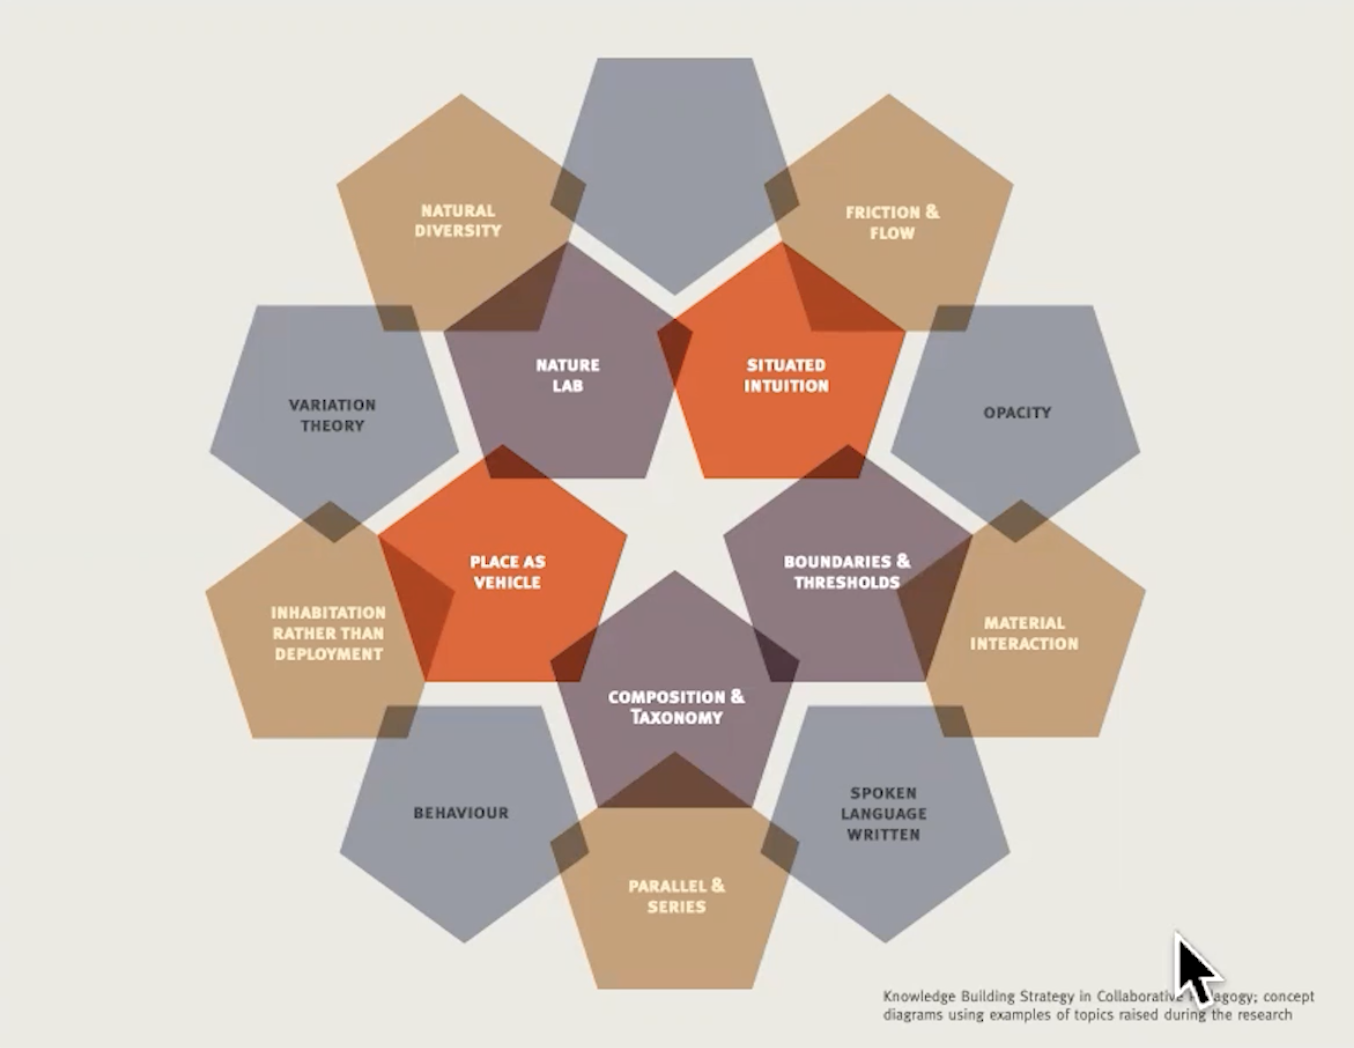 NATURAL
DIVERSITY
FRICTION &
FLOW
NATURE
LAB
SITUATED
INTUITION
VARIATION
THEORY
OPACITY
PLACE AS
VEHICLE
BOUNDARIES &
THRESHOLDS
INHABITATION
RATHER THAN
DEPLOYMENT
MATERIAL
INTERACTION
COMPOSITION &
TAXONOMY
BEHAVIOUR
SPOKEN
LANGUAGE
WRITTEN
PARALLEL &
SERIES
Knowledge Building Strategy in Collaborative concept
diagrams using examples of topics raised during the research